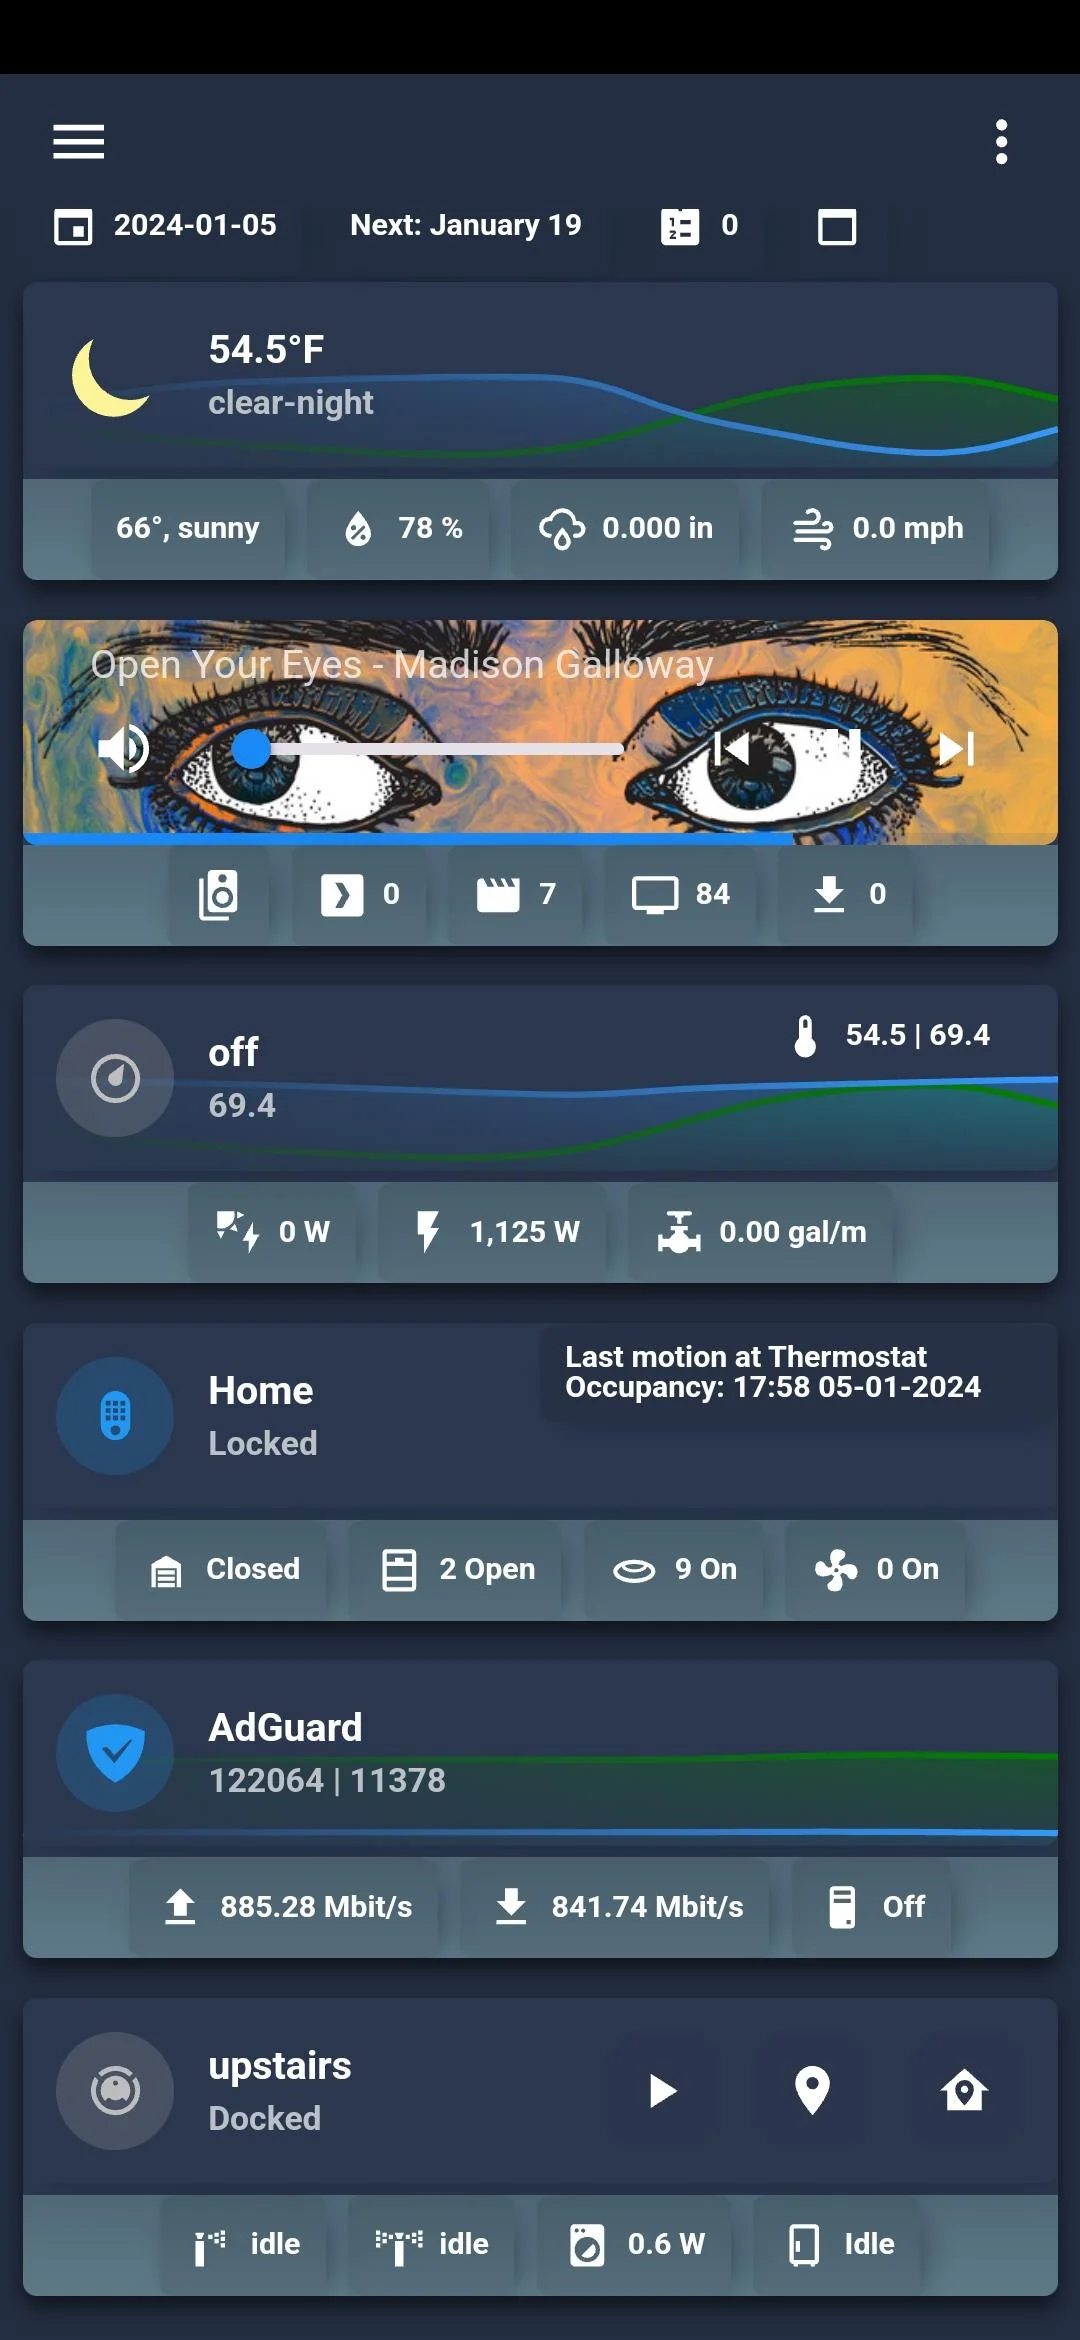 2024-01-05 Next: January 19 0
54.5°F
clear-night
66°, sunny 78 % 0.000 in 0.0 mph
Open Your Eyes - Madison Galloway
0 7 84 0
off
54.5 | 69.4
69.4
0 W 1,125 W 0.00 gal/m
Home
Locked
Last motion at Thermostat
Occupancy: 17:58 05-01-2024
Closed 2 Open 9 On 0 On
AdGuard
122064 | 11378
885.28 Mbit/s 841.74 Mbit/s Off
upstairs
Docked
idle idle 0.6 W Idle